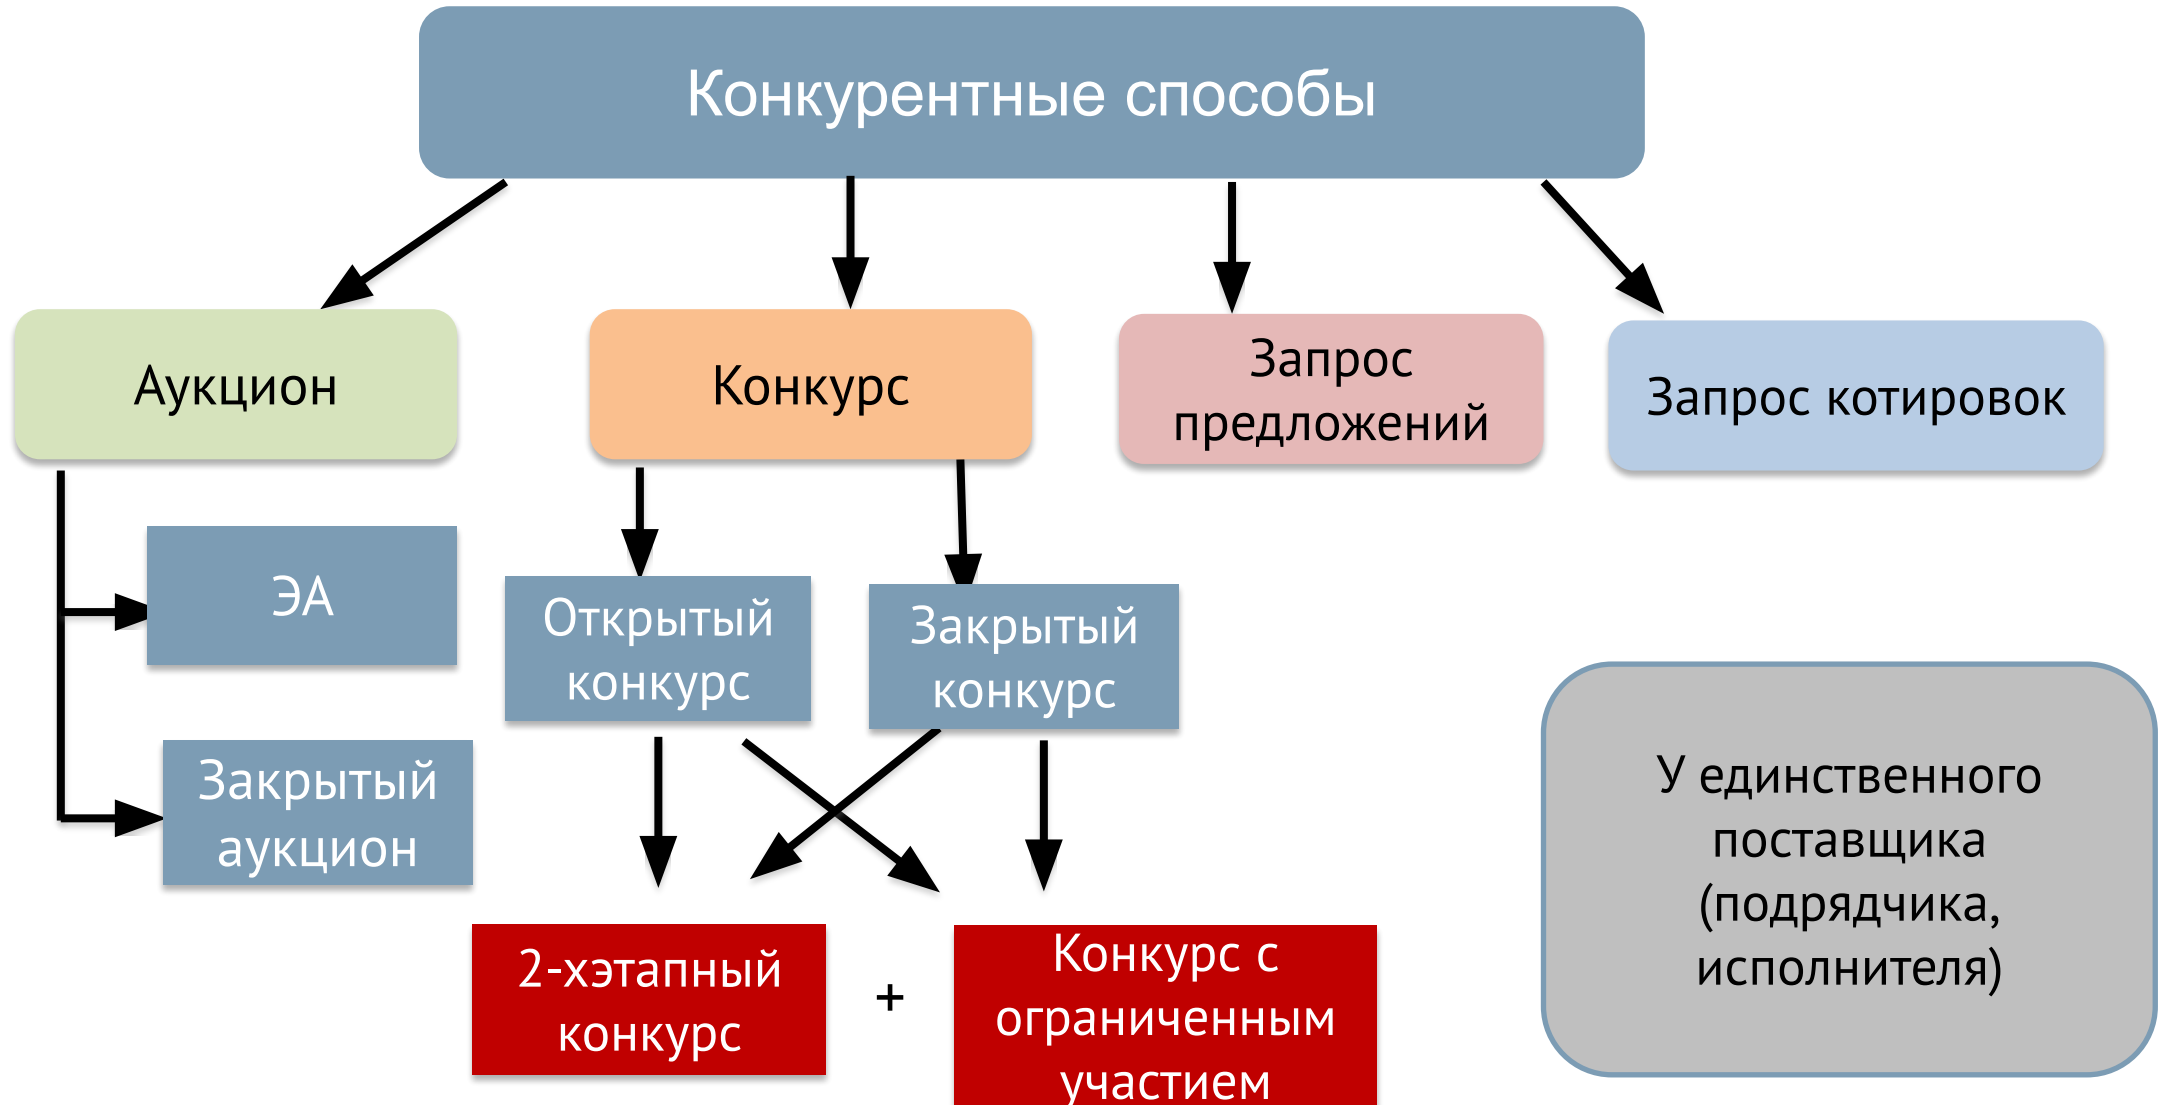 Конкурентные способы
Аукцион
Конкурс
Запрос
предложений
Запрос котировок
ЭА
Открытый
конкурс
Закрытый
конкурс
Закрытый
аукцион
2-хэтапный
конкурс
+
Конкурс с
ограниченным
участием
У единственного
поставщика
(подрядчика,
исполнителя)